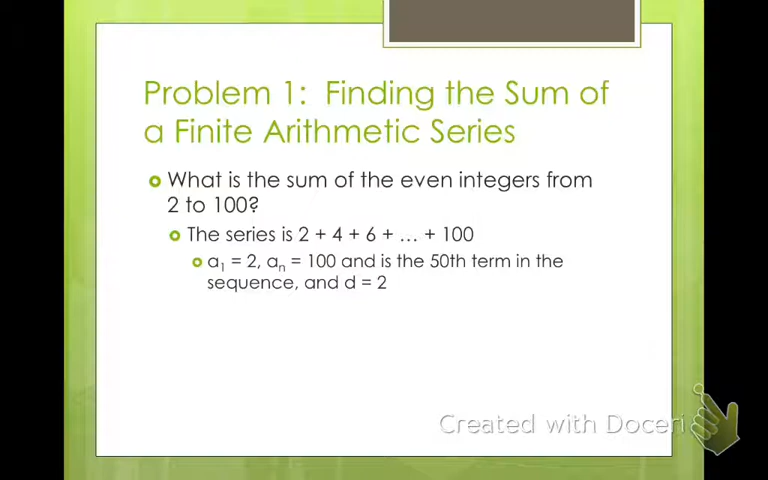 Problem 1:  Finding the Sum of
a Finite Arithmetic Series
What is the sum of the even integers from
2 to 100?
The series is 2 + 4 + 6 + … + 100
a₁ = 2, aₙ = 100 and is the 50th term in the
sequence, and d = 2
Created with Doceri